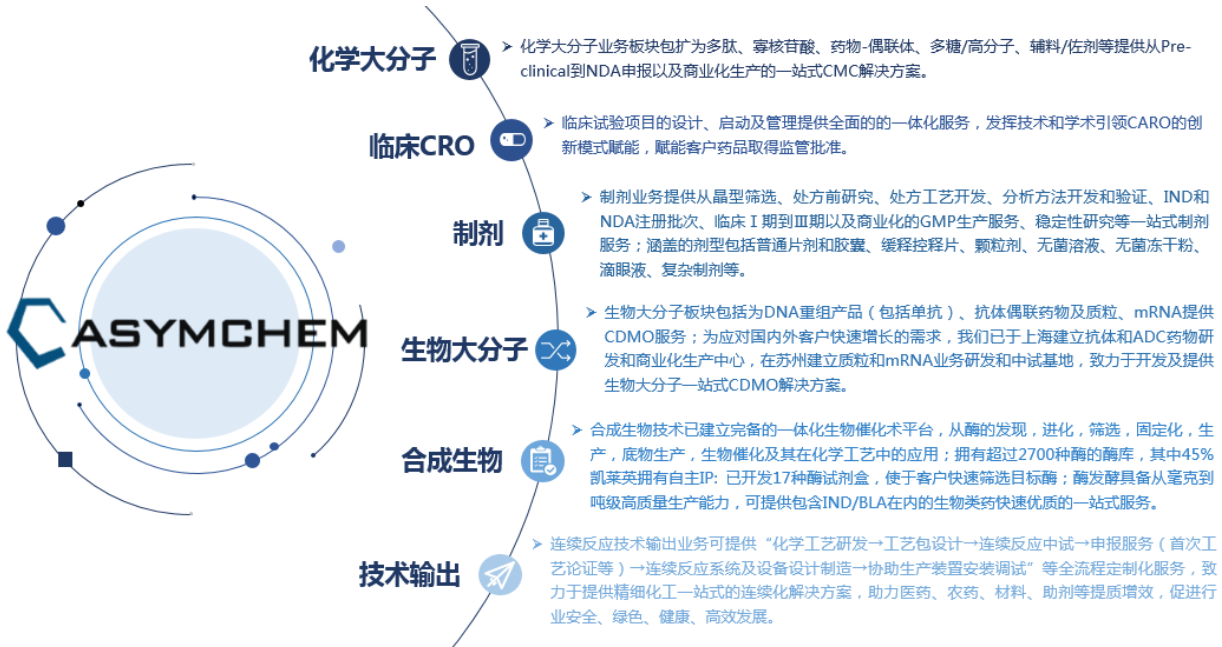 ASYMCHEM
化学大分子
➤ 化学大分子业务板块包扩为多肽、寡核苷酸、药物-偶联体、多糖/高分子、辅料/佐剂等提供从Pre-
clinical到NDA申报以及商业化生产的一站式CMC解决方案。
临床CRO
➤ 临床试验项目的设计、启动及管理提供全面的的一体化服务，发挥技术和学术引领CARO的创
新模式赋能，赋能客户药品取得监管批准。
制剂
➤ 制剂业务提供从晶型筛选、处方前研究、处方工艺开发、分析方法开发和验证、IND和
NDA注册批次、临床Ⅰ期到Ⅲ期以及商业化的GMP生产服务、稳定性研究等一站式制剂
服务；涵盖的剂型包括普通片剂和胶囊、缓释控释片、颗粒剂、无菌溶液、无菌冻干粉、
滴眼液、复杂制剂等。
生物大分子
➤ 生物大分子板块包括为DNA重组产品（包括单抗）、抗体偶联药物及质粒、mRNA提供
CDMO服务；为应对国内外客户快速增长的需求，我们已于上海建立抗体和ADC药物研
发和商业化生产中心，在苏州建立质粒和mRNA业务研发和中试基地，致力于开发及提供
生物大分子一站式CDMO解决方案。
合成生物
➤ 合成生物技术已建立完备的一体化生物催化术平台，从酶的发现，进化，筛选，固定化，生
产，底物生产，生物催化及其在化学工艺中的应用；拥有超过2700种酶的酶库，其中45%
凯莱英拥有自主IP: 已开发17种酶试剂盒，使于客户快速筛选目标酶；酶发酵具备从毫克到
吨级高质量生产能力，可提供包含IND/BLA在内的生物类药快速优质的一站式服务。
技术输出
➤ 连续反应技术输出业务可提供“化学工艺研发→工艺包设计→连续反应中试→申报服务（首次工
艺论证等）→连续反应系统及设备设计制造→协助生产装置安装调试”等全流程定制化服务，致
力于提供精细化工一站式的连续化解决方案，助力医药、农药、材料、助剂等提质增效，促进行
业安全、绿色、健康、高效发展。